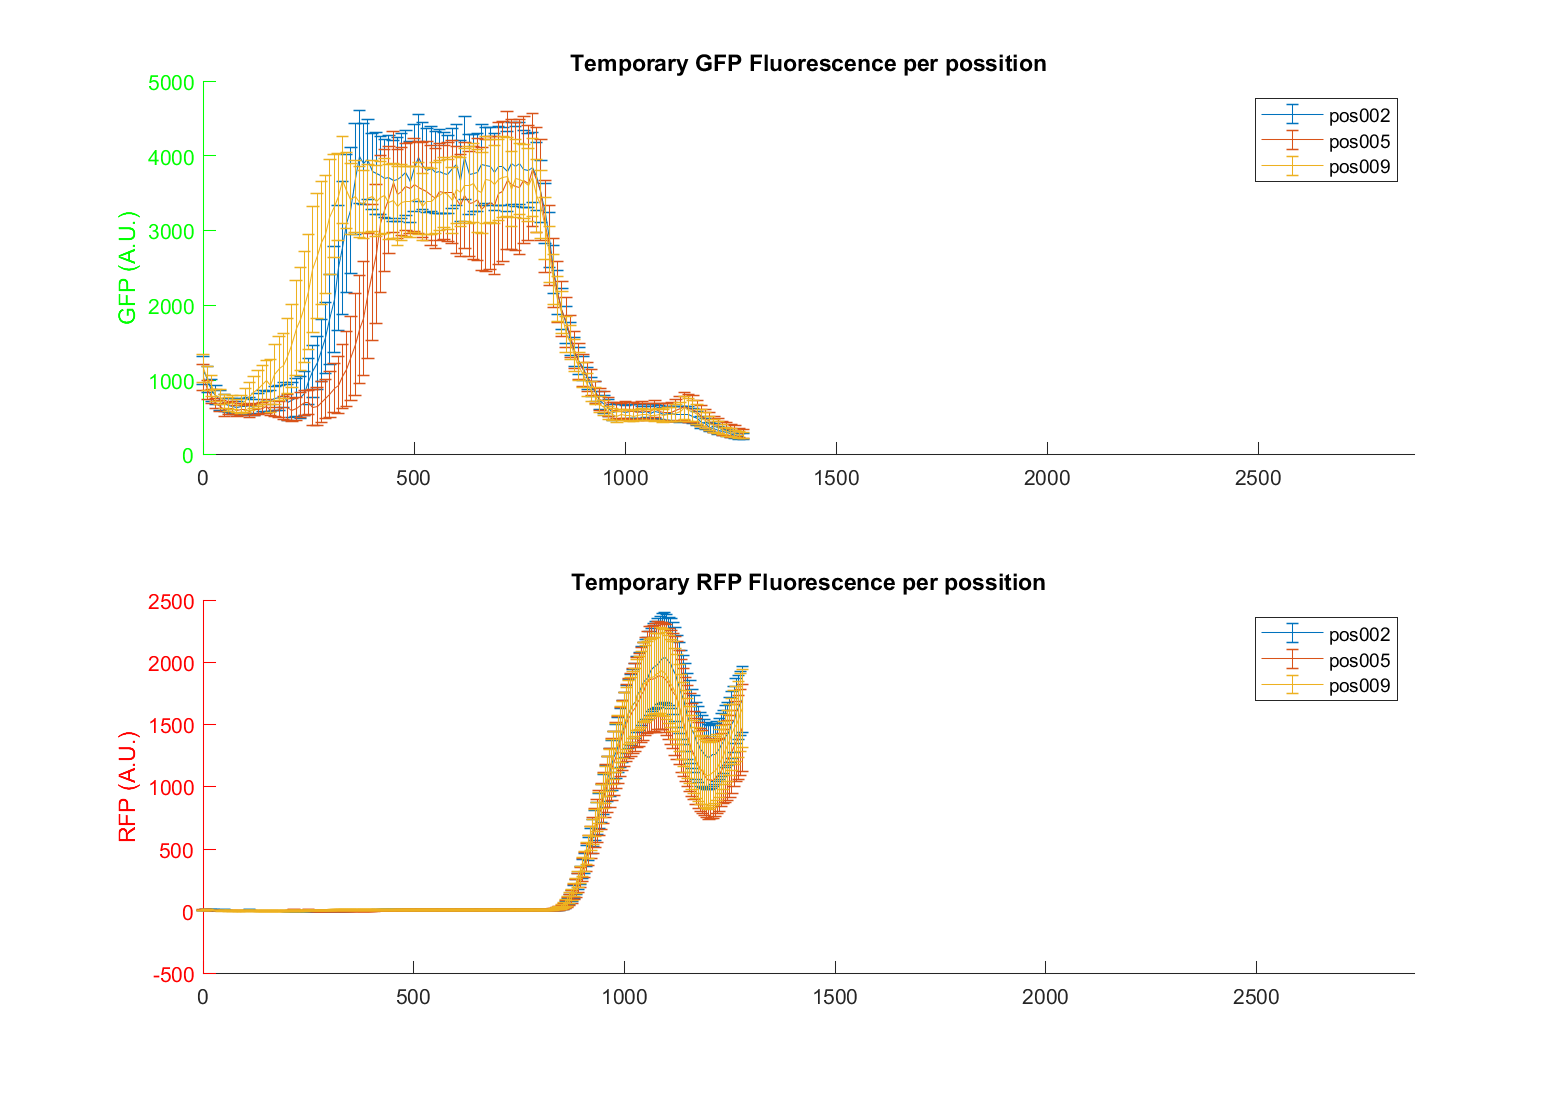 Temporary GFP Fluorescence per possition
5000
4000
3000
2000
1000
0
GFP (A.U.)
0 500 1000 1500 2000 2500
pos002
pos005
pos009
Temporary RFP Fluorescence per possition
2500
2000
1500
1000
500
0
-500
RFP (A.U.)
0 500 1000 1500 2000 2500
pos002
pos005
pos009